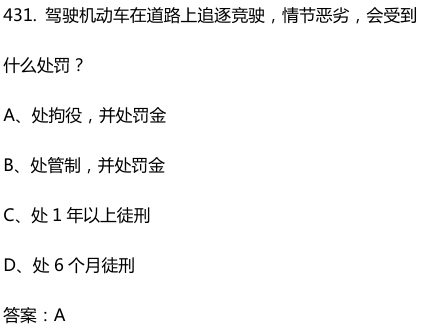 431. 驾驶机动车在道路上追逐竞驶，情节恶劣，会受到
什么处罚？
A、处拘役，并处罚金
B、处管制，并处罚金
C、处 1 年以上徒刑
D、处 6 个月徒刑
答案：A